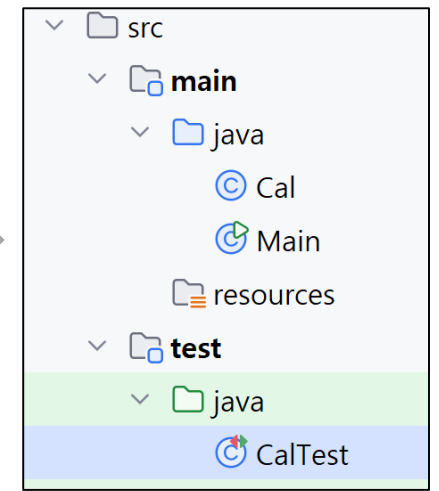 src
main
java
Cal
Main
resources
test
java
CalTest